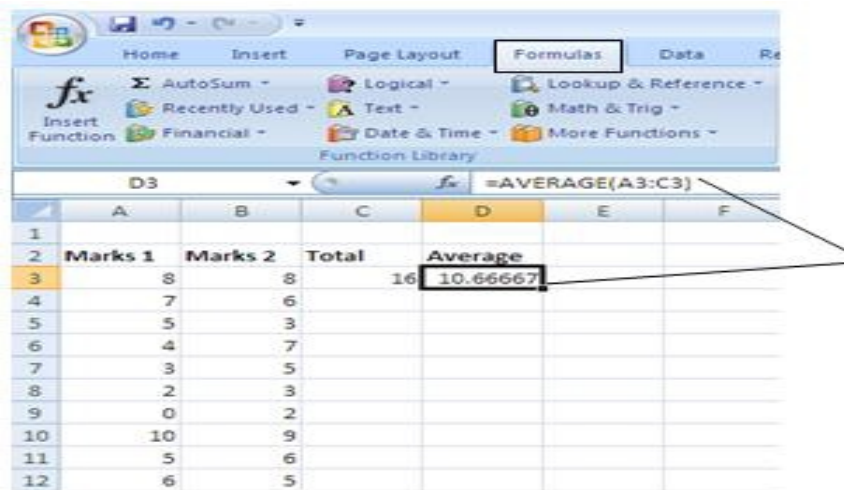 Home Insert Page Layout Formulas Data Re
fx Σ AutoSum Logical Lookup & Reference
Insert Function Recently Used A Text θ Math & Trig
Financial Date & Time More Functions
Function Library
D3 fx =AVERAGE(A3:C3)
A B C D E F
1
2 Marks 1 Marks 2 Total Average
3 8 8 16 10.66667
4 7 6
5 5 3
6 4 7
7 3 5
8 2 3
9 0 2
10 10 9
11 5 6
12 6 5